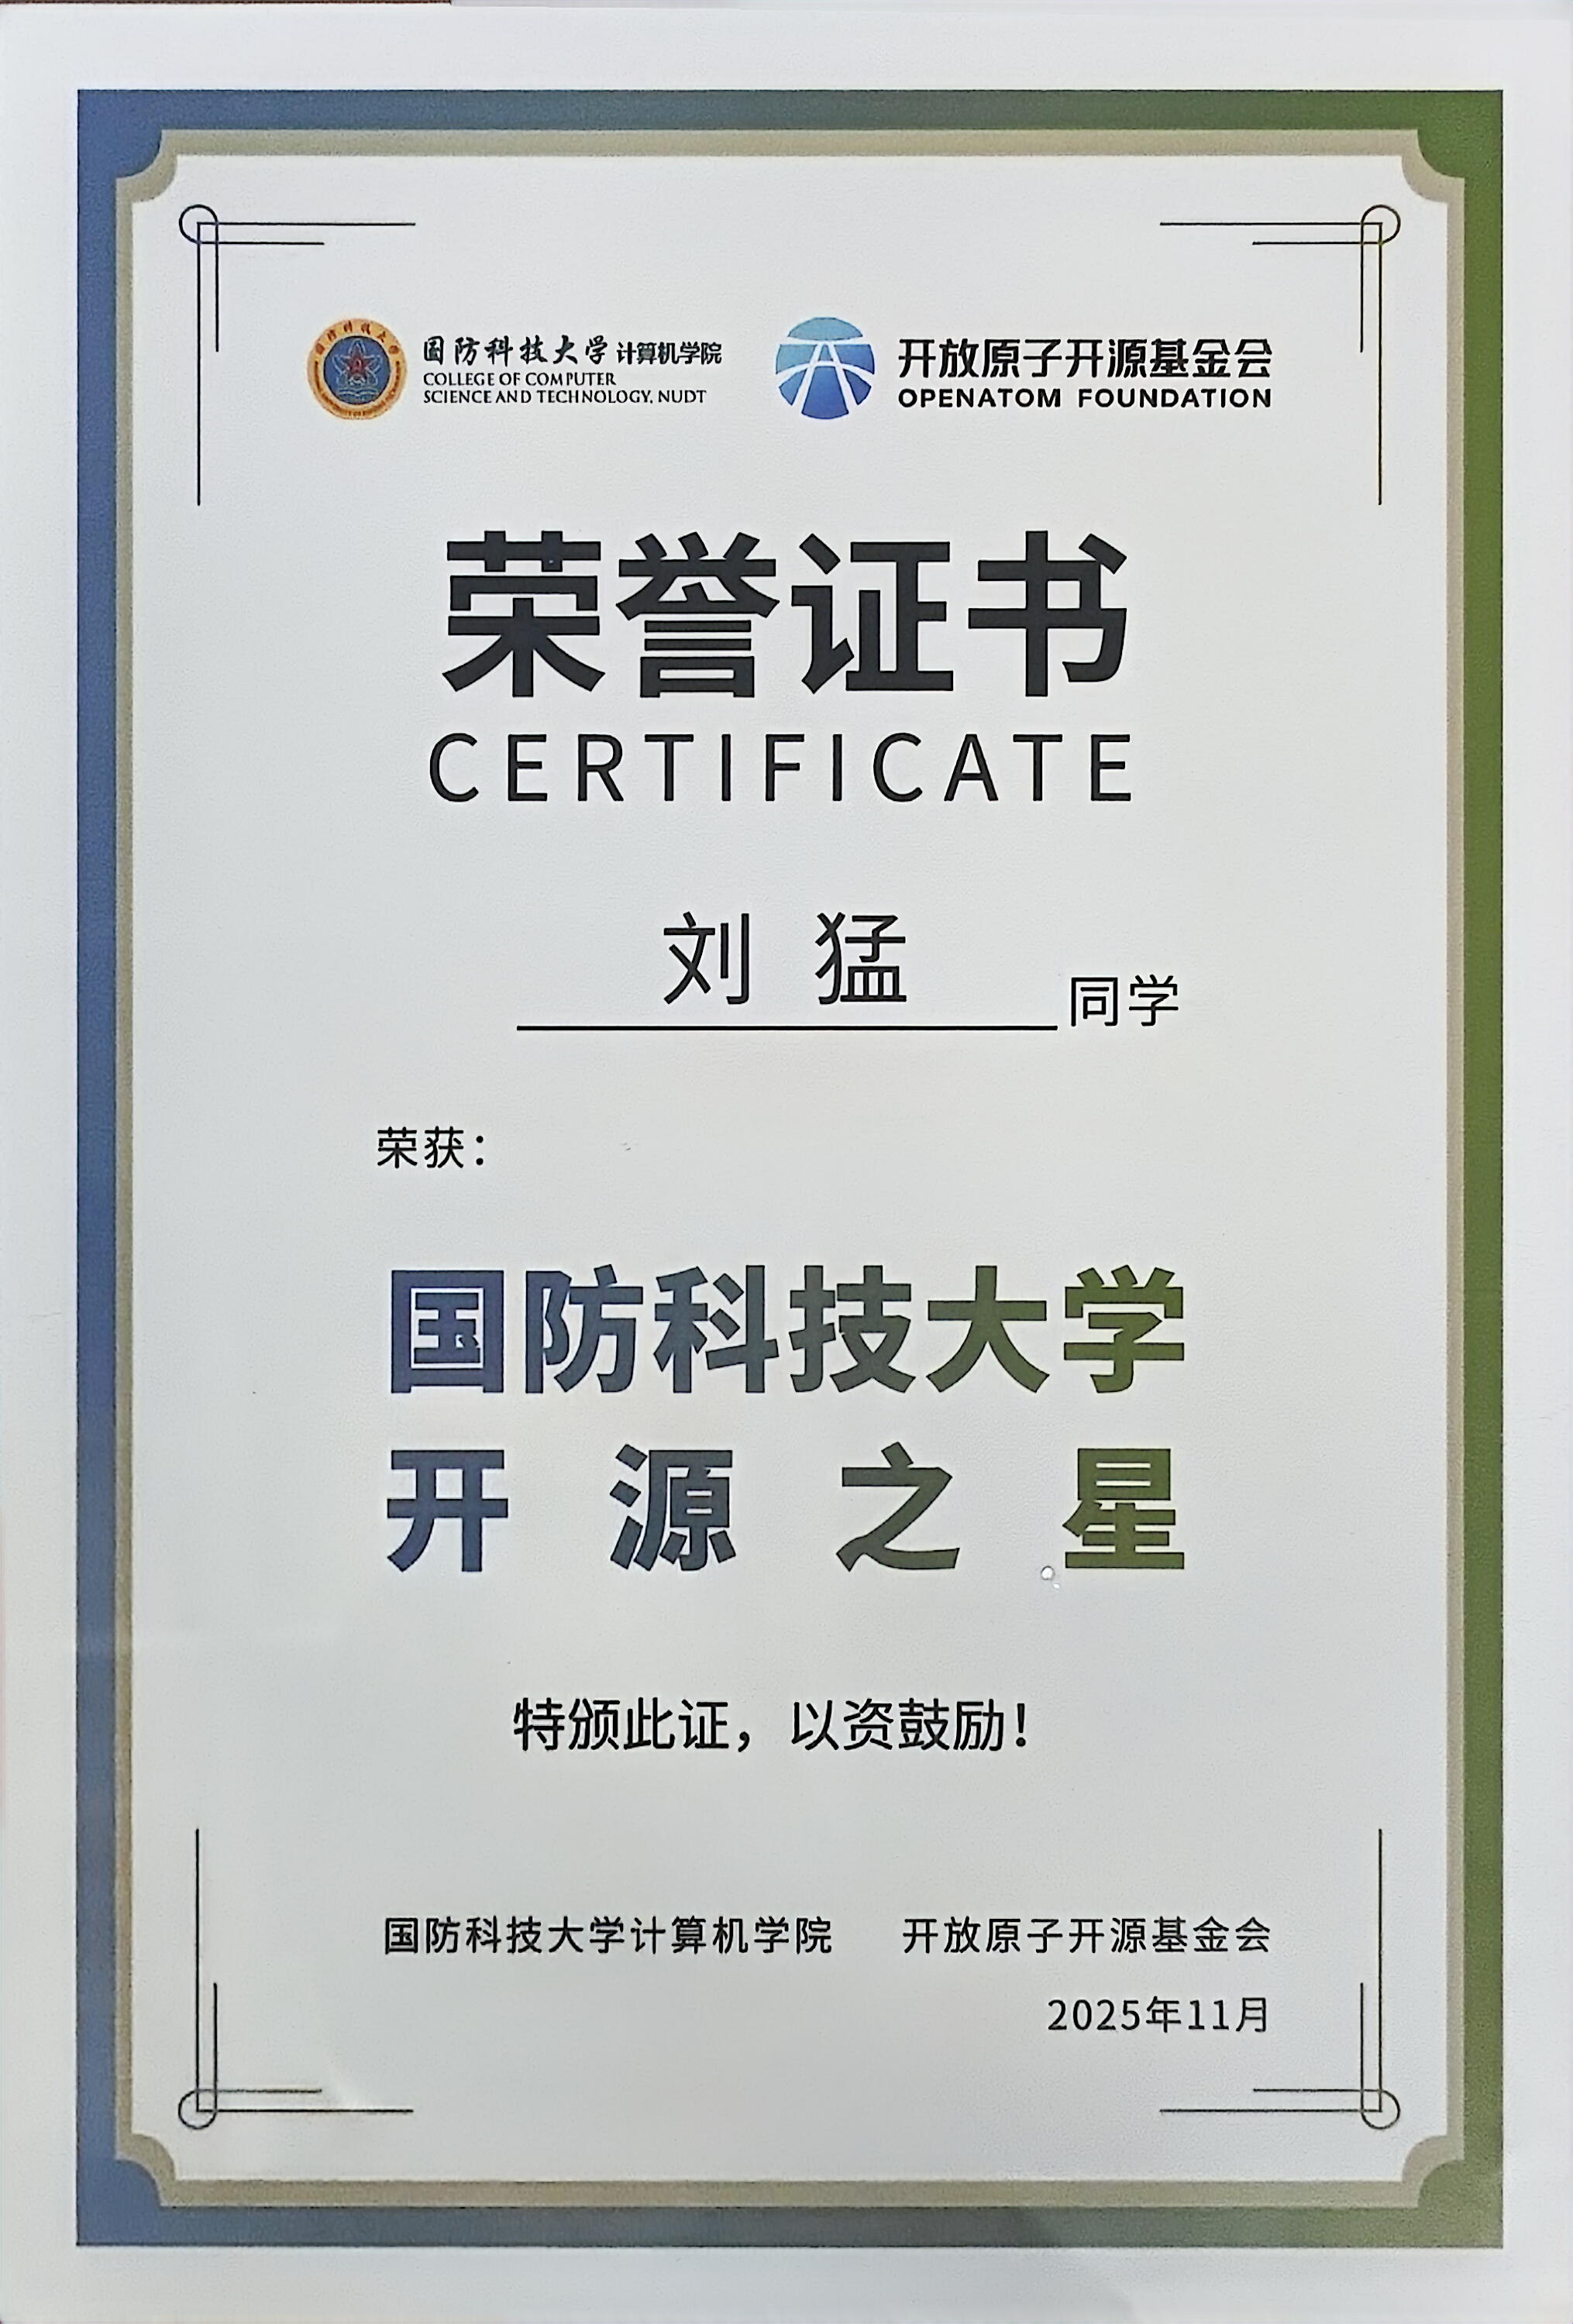 国防科技大学计算机学院
COLLEGE OF COMPUTER
SCIENCE AND TECHNOLOGY, NUDT
开放原子开源基金会
OPENATOM FOUNDATION
荣誉证书
CERTIFICATE
刘 猛 同学
荣获：
国防科技大学
开源之星
特颁此证，以资鼓励！
国防科技大学计算机学院 开放原子开源基金会
2025年11月